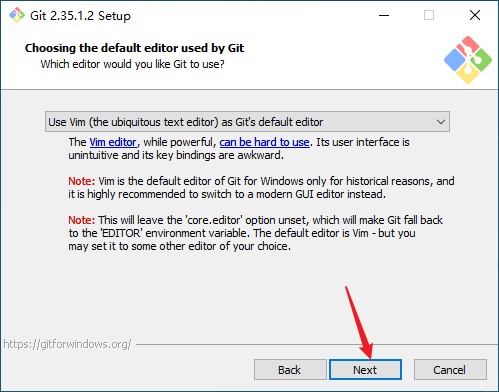 Git 2.35.1.2 Setup
Choosing the default editor used by Git
Which editor would you like Git to use?
Use Vim (the ubiquitous text editor) as Git's default editor
The Vim editor, while powerful, can be hard to use. Its user interface is
unintuitive and its key bindings are awkward.
Note: Vim is the default editor of Git for Windows only for historical reasons, and
it is highly recommended to switch to a modern GUI editor instead.
Note: This will leave the 'core.editor' option unset, which will make Git fall back
to the 'EDITOR' environment variable. The default editor is Vim - but you
may set it to some other editor of your choice.
https://gitforwindows.org/
Back
Next
Cancel